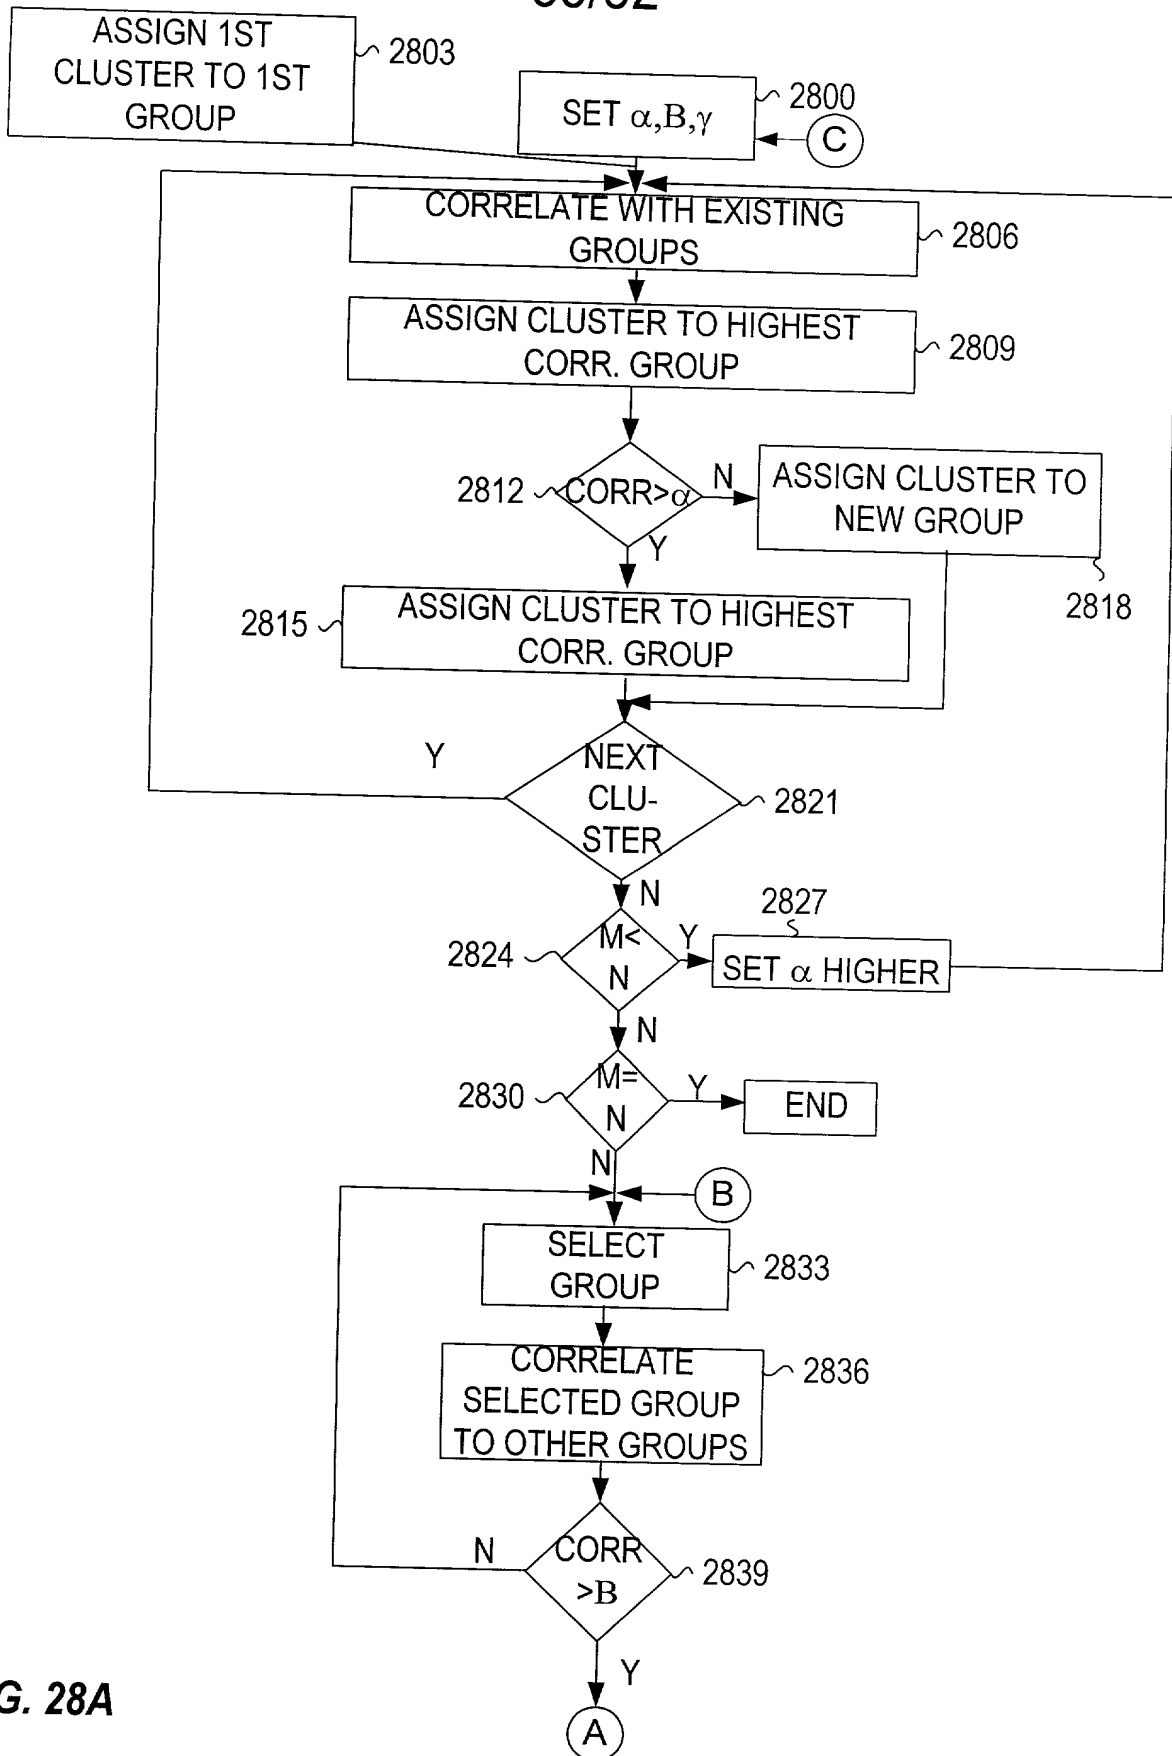 ASSIGN 1ST
CLUSTER TO 1ST
GROUP
2803
SET α,B,γ
2800
C
CORRELATE WITH EXISTING
GROUPS
2806
ASSIGN CLUSTER TO HIGHEST
CORR. GROUP
2809
2812
CORR>α
N
ASSIGN CLUSTER TO
NEW GROUP
2818
Y
2815
ASSIGN CLUSTER TO HIGHEST
CORR. GROUP
Y
NEXT
CLU-
STER
2821
N
2824
M<
N
Y
2827
SET α HIGHER
N
2830
M=
N
Y
END
N
B
SELECT
GROUP
2833
CORRELATE
SELECTED GROUP
TO OTHER GROUPS
2836
N
CORR
>B
2839
Y
A
G. 28A